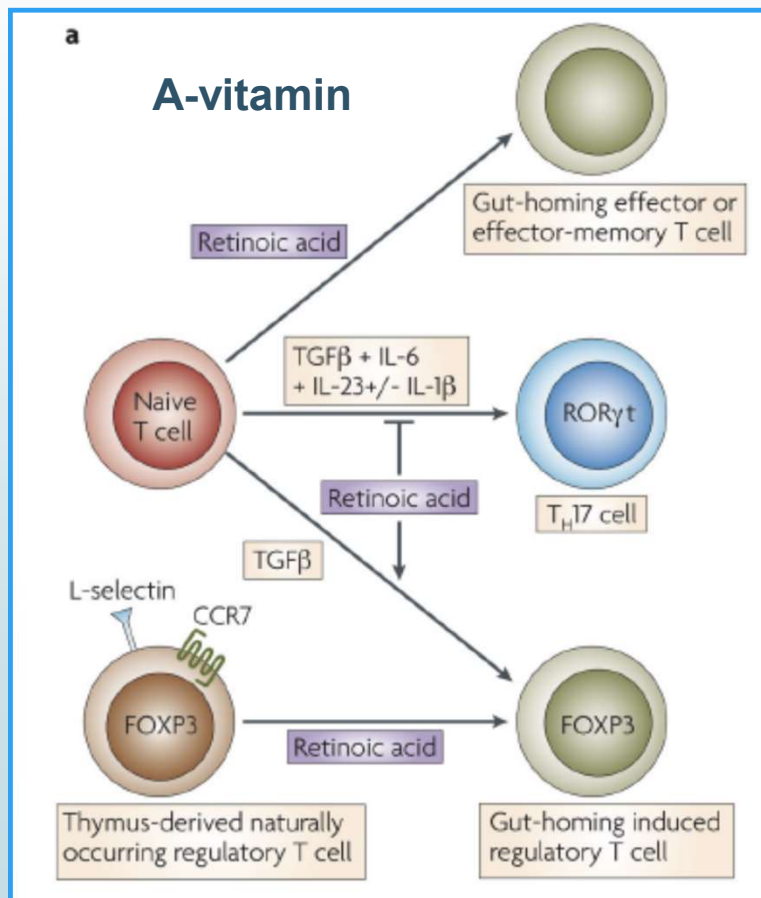 a
A-vitamin
Retinoic acid
Gut-homing effector or
effector-memory T cell
Naive
T cell
TGFβ + IL-6
+ IL-23+/- IL-1β
RORγt
Retinoic acid
TH17 cell
TGFβ
L-selectin
CCR7
FOXP3
Retinoic acid
FOXP3
Thymus-derived naturally
occurring regulatory T cell
Gut-homing induced
regulatory T cell